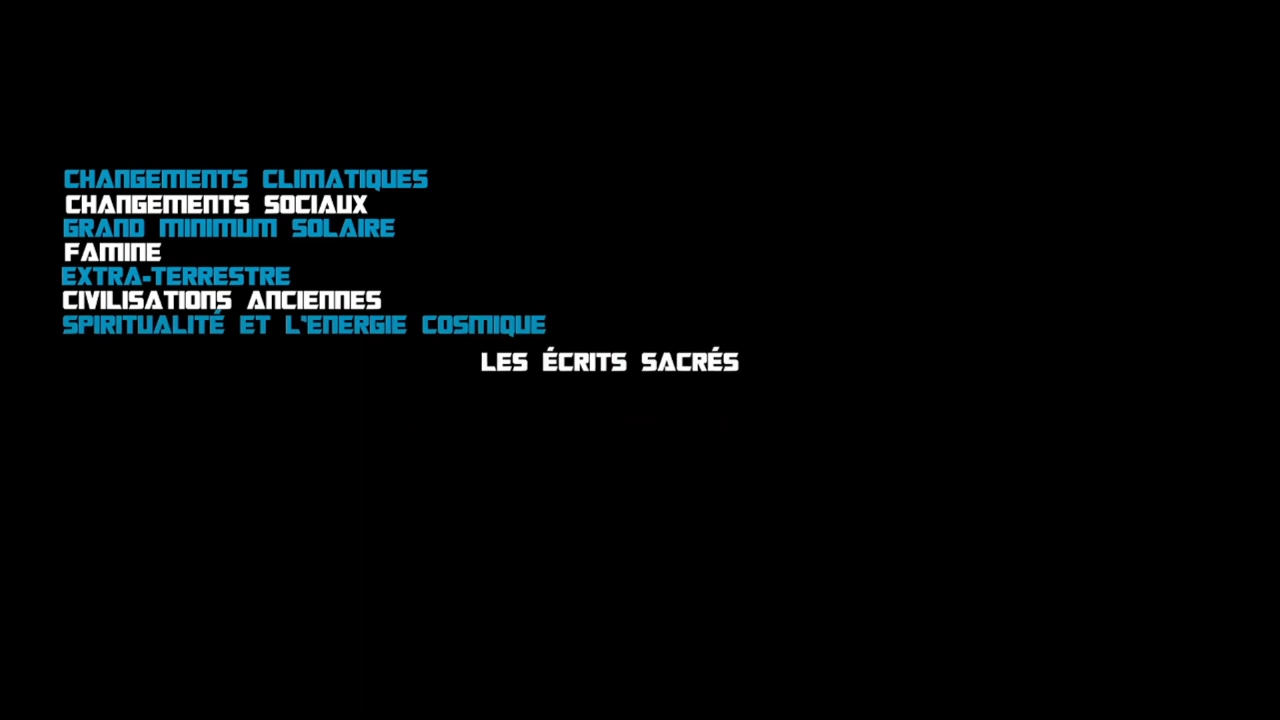 CHANGEMENTS CLIMATIQUES
CHANGEMENTS SOCIAUX
GRAND MINIMUM SOLAIRE
FAMINE
EXTRA-TERRESTRE
CIVILISATIONS ANCIENNES
SPIRITUALITÉ ET L'ENERGIE COSMIQUE
LES ÉCRITS SACRÉS